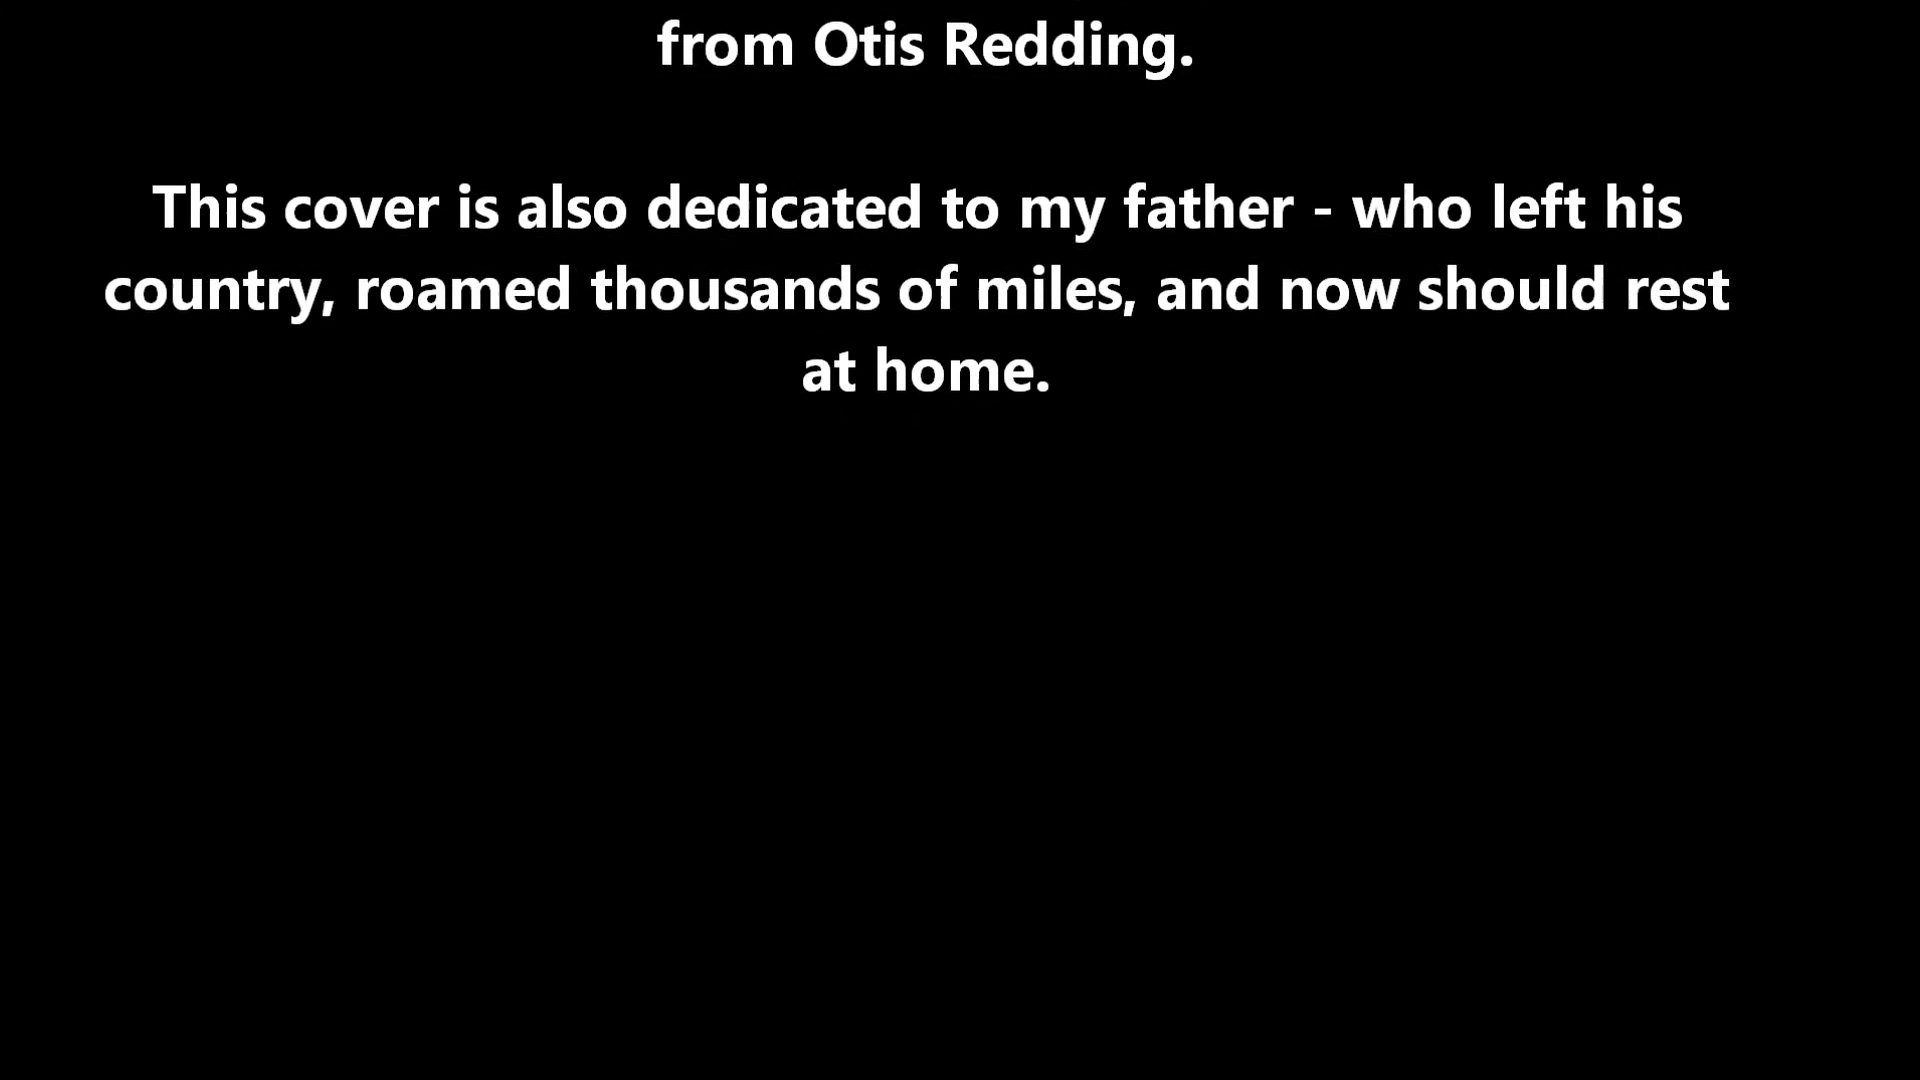 from Otis Redding.
This cover is also dedicated to my father - who left his
country, roamed thousands of miles, and now should rest
at home.